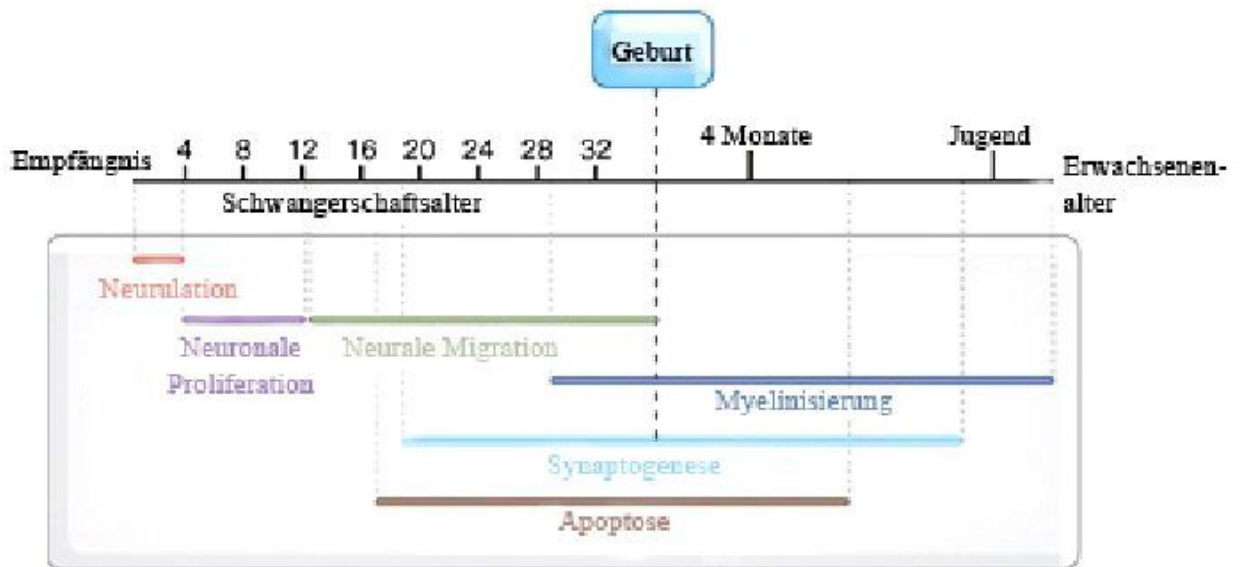 Geburt
4 Monate
Jugend
Empfängnis
4 8 12 16 20 24 28 32
Erwachsenen-
alter
Schwangerschaftsalter
Neurulation
Neuronale
Proliferation
Neurale Migration
Myelinisierung
Synaptogenese
Apoptose